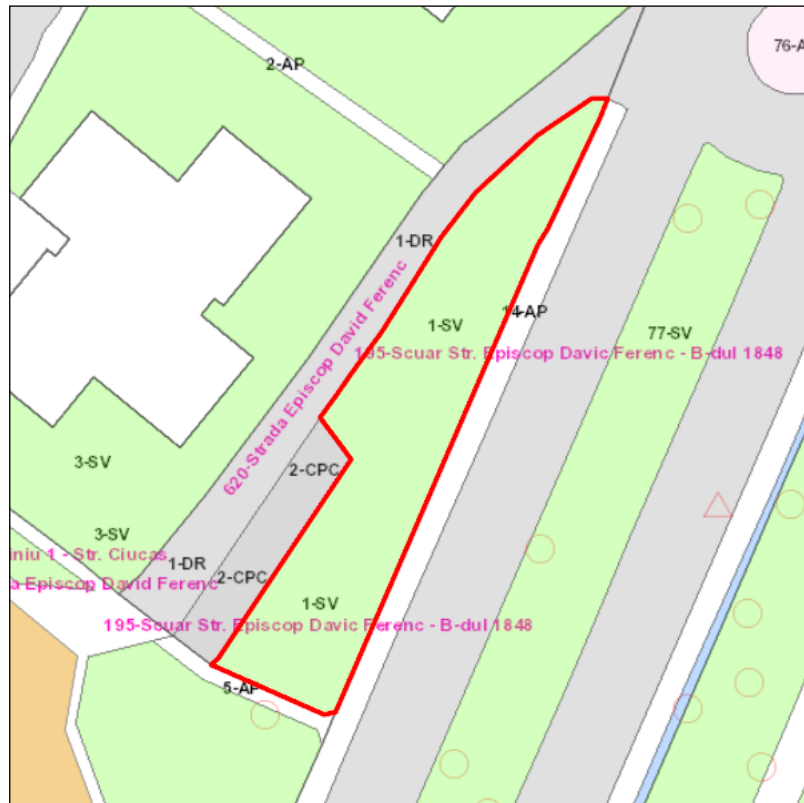 76-A
2-AP
1-DR
620-Strada Episcop David Ferenc
14-AP
1-SV
77-SV
195-Scuar Str. Episcop Davic Ferenc - B-dul 1848
3-SV
2-CPC
3-SV
iniu 1 - Str. Ciucas
1-DR
2-CPC
a Episcop David Ferenc
1-SV
195-Scuar Str. Episcop Davic Ferenc - B-dul 1848
5-AP